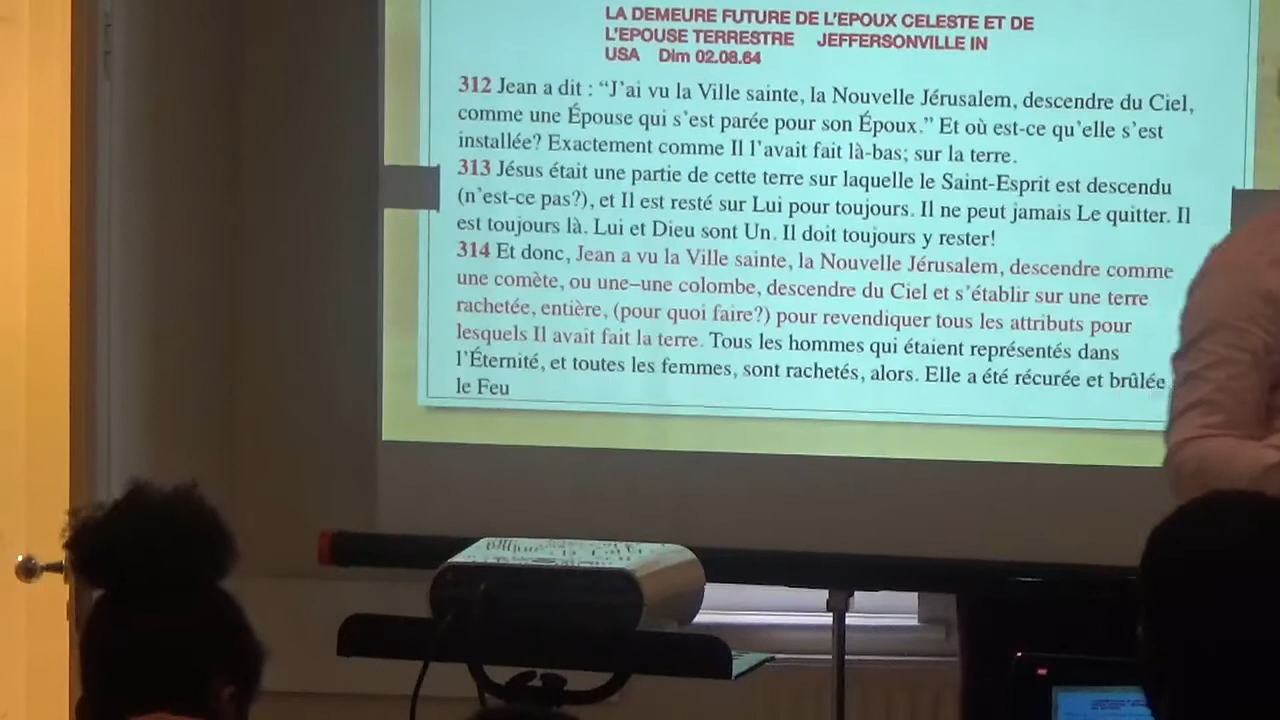 LA DEMEURE FUTURE DE L'EPOUX CELESTE ET DE
L'EPOUSE TERRESTRE JEFFERSONVILLE IN
USA Dim 02.08.64
312 Jean a dit : “J'ai vu la Ville sainte, la Nouvelle Jérusalem, descendre du Ciel,
comme une Épouse qui s'est parée pour son Époux.” Et où est-ce qu'elle s'est
installée? Exactement comme Il l'avait fait là-bas; sur la terre.
313 Jésus était une partie de cette terre sur laquelle le Saint-Esprit est descendu
(n'est-ce pas?), et Il est resté sur Lui pour toujours. Il ne peut jamais Le quitter. Il
est toujours là. Lui et Dieu sont Un. Il doit toujours y rester!
314 Et donc, Jean a vu la Ville sainte, la Nouvelle Jérusalem, descendre comme
une comète, ou une–une colombe, descendre du Ciel et s'établir sur une terre
rachetée, entière, (pour quoi faire?) pour revendiquer tous les attributs pour
lesquels Il avait fait la terre. Tous les hommes qui étaient représentés dans
l'Éternité, et toutes les femmes, sont rachetés, alors. Elle a été récurée et brûlée
le Feu